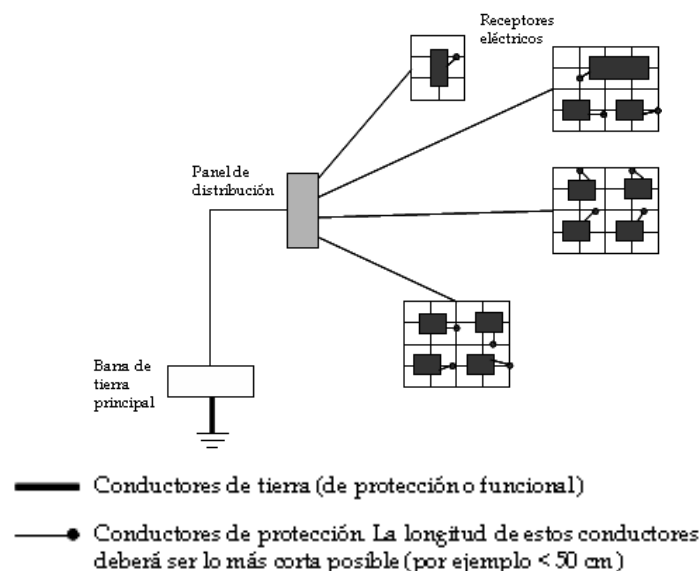 Receptores
eléctricos
Panel de
distribución
Barra de
tierra
principal
Conductores de tierra (de protección o funcional)
Conductores de protección. La longitud de estos conductores
deberá ser lo más corta posible (por ejemplo < 50 cm)